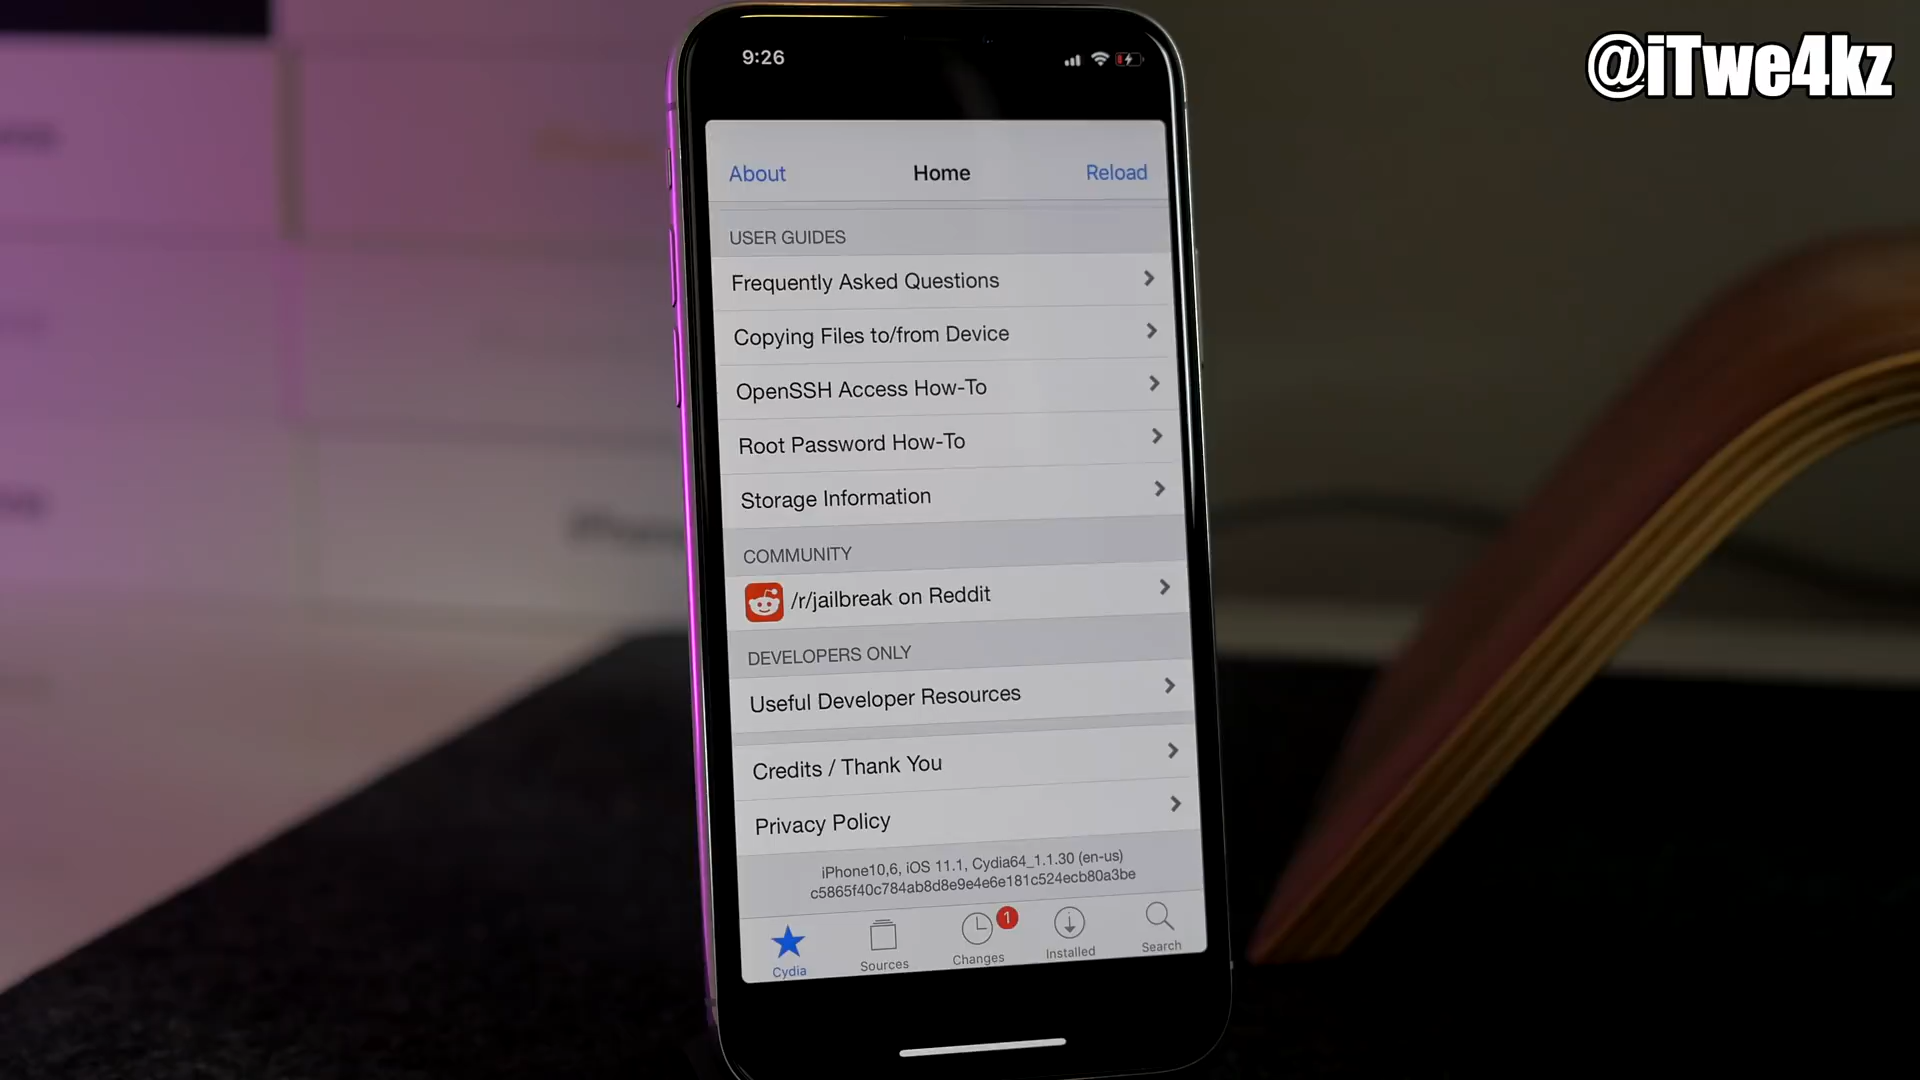 @iTwe4kz
9:26
About Home Reload
USER GUIDES
Frequently Asked Questions
Copying Files to/from Device
OpenSSH Access How-To
Root Password How-To
Storage Information
COMMUNITY
/r/jailbreak on Reddit
DEVELOPERS ONLY
Useful Developer Resources
Credits / Thank You
Privacy Policy
iPhone10,6, iOS 11.1, Cydia64_1.1.30 (en-us)
c5865f40c784ab8d8e9e4e6e181c524ecb80a3be
1
Cydia Sources Changes Installed Search